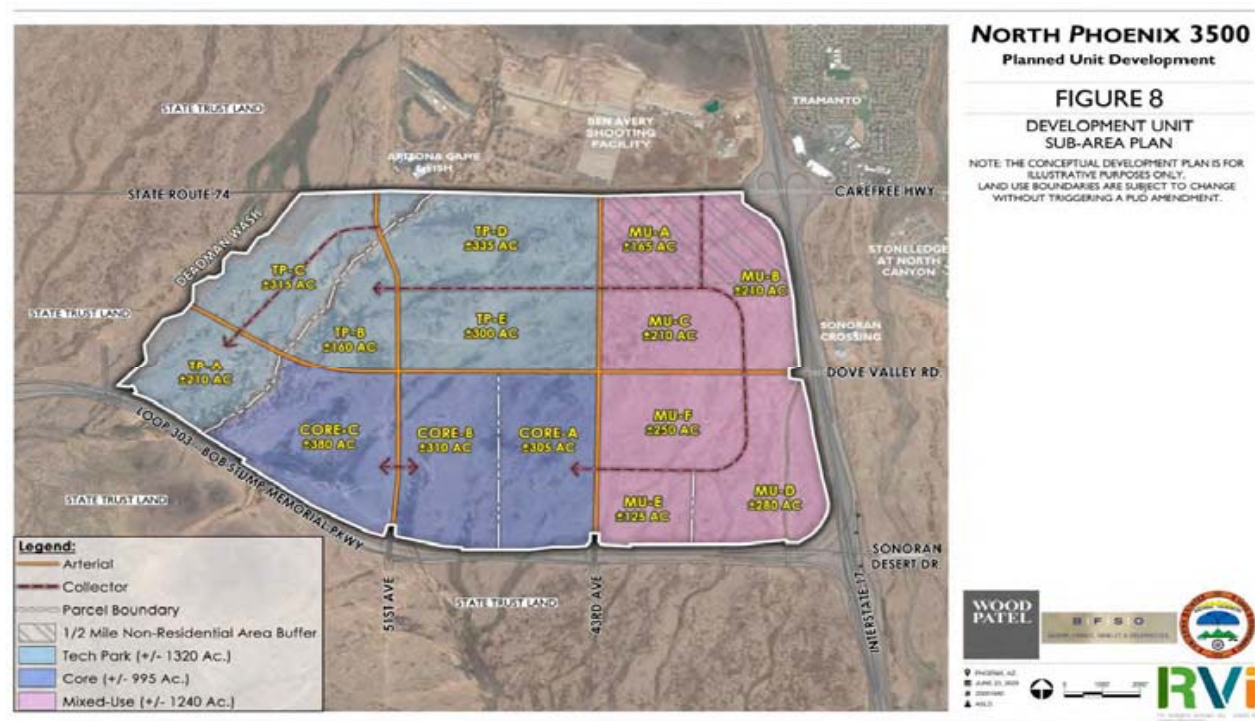 NORTH PHOENIX 3500
Planned Unit Development
FIGURE 8
DEVELOPMENT UNIT
SUB-AREA PLAN
NOTE: THE CONCEPTUAL DEVELOPMENT PLAN IS FOR
ILLUSTRATIVE PURPOSES ONLY.
LAND USE BOUNDARIES ARE SUBJECT TO CHANGE
WITHOUT TRIGGERING A PUD AMENDMENT.
STATE TRUST LAND
ARIZONA GAME
& FISH
BEN AVERY
SHOOTING
FACILITY
TRAMANTO
STATE ROUTE 74
CAREFREE HWY
DEADMAN WASH
TP-D
±335 AC
MU-A
±165 AC
STONELEDGE
AT NORTH
CANYON
TP-C
±315 AC
MU-B
±210 AC
STATE TRUST LAND
TP-B
±160 AC
TP-E
±300 AC
MU-C
±210 AC
SONORAN
CROSSING
TP-A
±210 AC
DOVE VALLEY RD.
LOOP 303 - BOB STUMP MEMORIAL PKWY
CORE-C
±380 AC
CORE-B
±310 AC
CORE-A
±305 AC
MU-F
±250 AC
STATE TRUST LAND
MU-E
±125 AC
MU-D
±280 AC
SONORAN
DESERT DR.
51ST AVE
STATE TRUST LAND
43RD AVE
INTERSTATE 17
Legend:
Arterial
Collector
Parcel Boundary
1/2 Mile Non-Residential Area Buffer
Tech Park (+/- 1320 Ac.)
Core (+/- 995 Ac.)
Mixed-Use (+/- 1240 Ac.)
WOOD
PATEL
BFSO
PHOENIX, AZ
ASLD
RVi